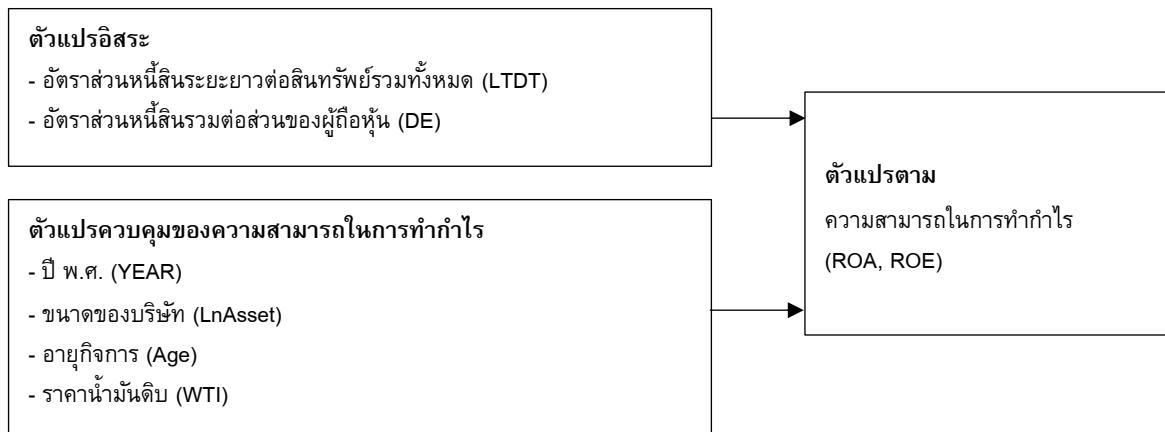 ตัวแปรอิสระ
- อัตราส่วนหนี้สินระยะยาวต่อสินทรัพย์รวมทั้งหมด (LTDT)
- อัตราส่วนหนี้สินรวมต่อส่วนของผู้ถือหุ้น (DE)
ตัวแปรควบคุมของความสามารถในการทำกำไร
- ปี พ.ศ. (YEAR)
- ขนาดของบริษัท (LnAsset)
- อายุกิจการ (Age)
- ราคาน้ำมันดิบ (WTI)
ตัวแปรตาม
ความสามารถในการทำกำไร
(ROA, ROE)